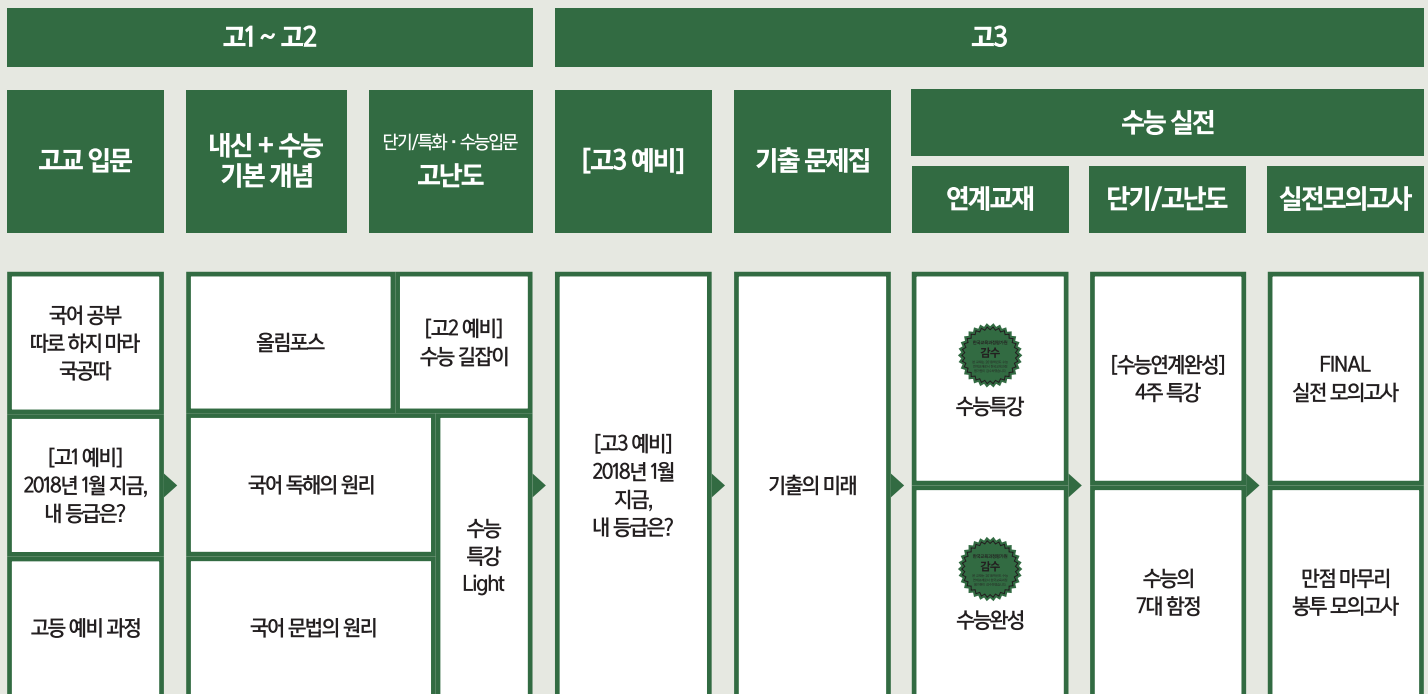 고1 ~ 고2
고3
고교 입문
내신 + 수능
기본 개념
단기/특화 · 수능입문
고난도
[고3 예비]
기출 문제집
수능 실전
연계교재
단기/고난도
실전모의고사
국어 공부
따로 하지 마라
국공따
[고1 예비]
2018년 1월 지금,
내 등급은?
고등 예비 과정
올림포스
[고2 예비]
수능 길잡이
국어 독해의 원리
국어 문법의 원리
수능
특강
Light
[고3 예비]
2018년 1월
지금,
내 등급은?
기출의 미래
감수
수능특강
감수
수능완성
[수능연계완성]
4주 특강
수능의
7대 함정
FINAL
실전 모의고사
만점 마무리
봉투 모의고사